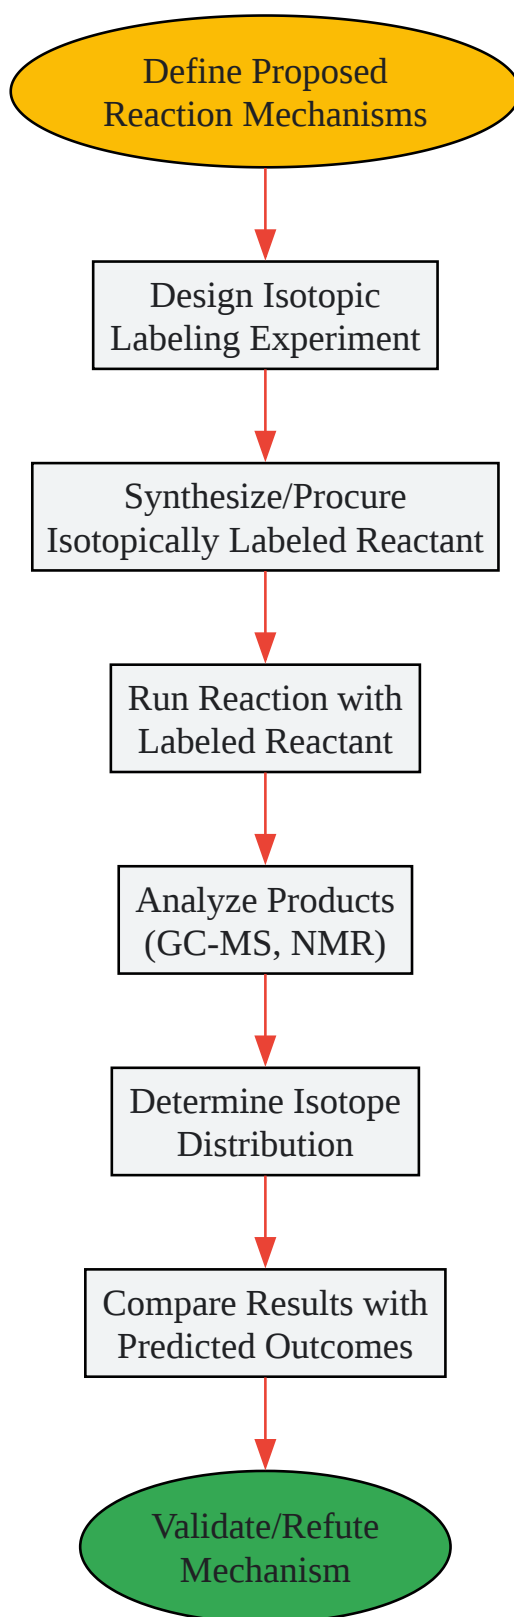 Define Proposed
Reaction Mechanisms
Design Isotopic
Labeling Experiment
Synthesize/Procure
Isotopically Labeled Reactant
Run Reaction with
Labeled Reactant
Analyze Products
(GC-MS, NMR)
Determine Isotope
Distribution
Compare Results with
Predicted Outcomes
Validate/Refute
Mechanism